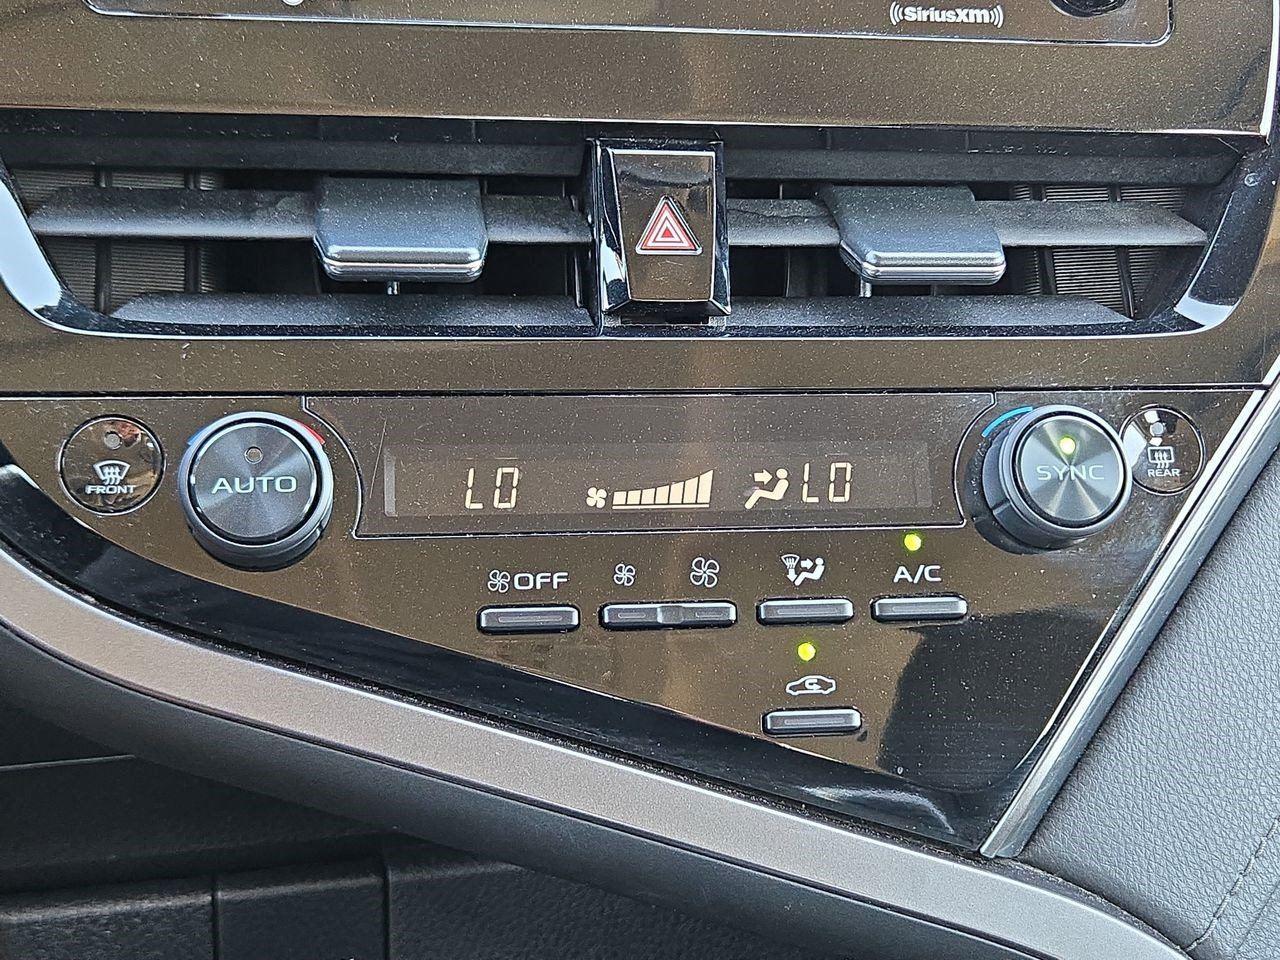 SiriusXM
FRONT
AUTO
LO
LO
SYNC
REAR
OFF
A/C